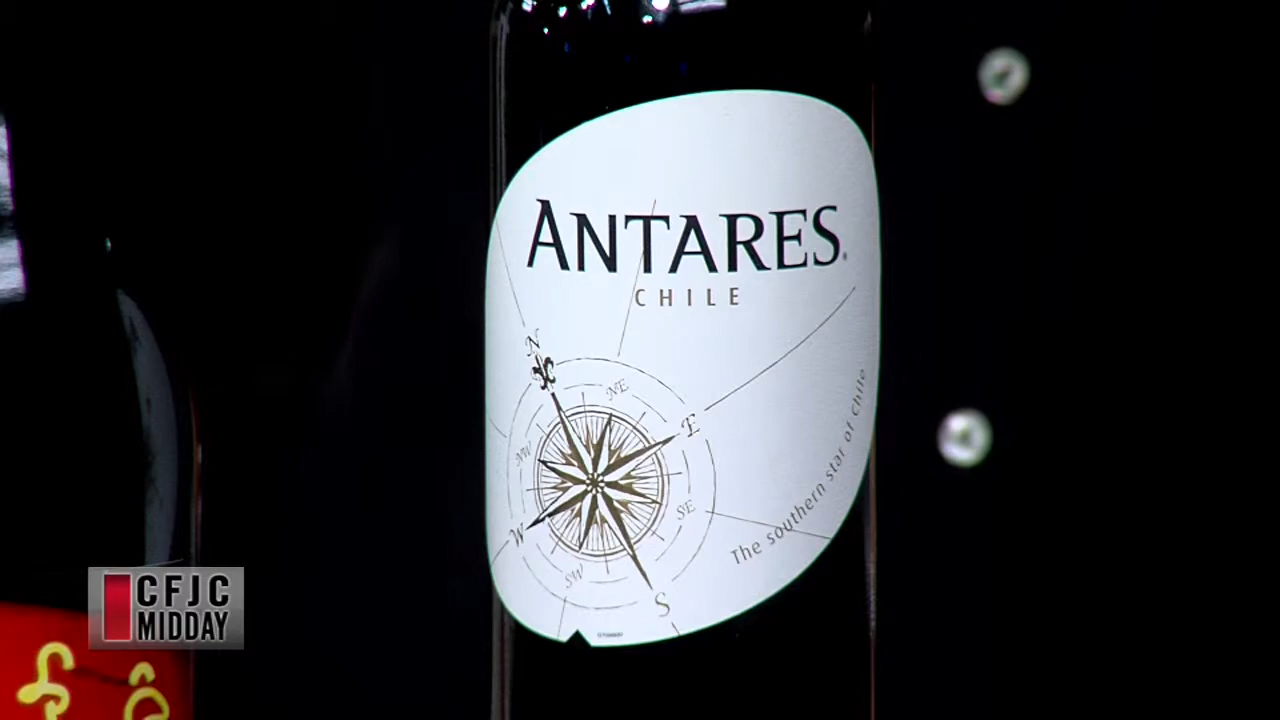 ANTARES
CHILE
N
NE
E
NW
SE
W
SW
S
The southern star of chile
CFJC
MIDDAY